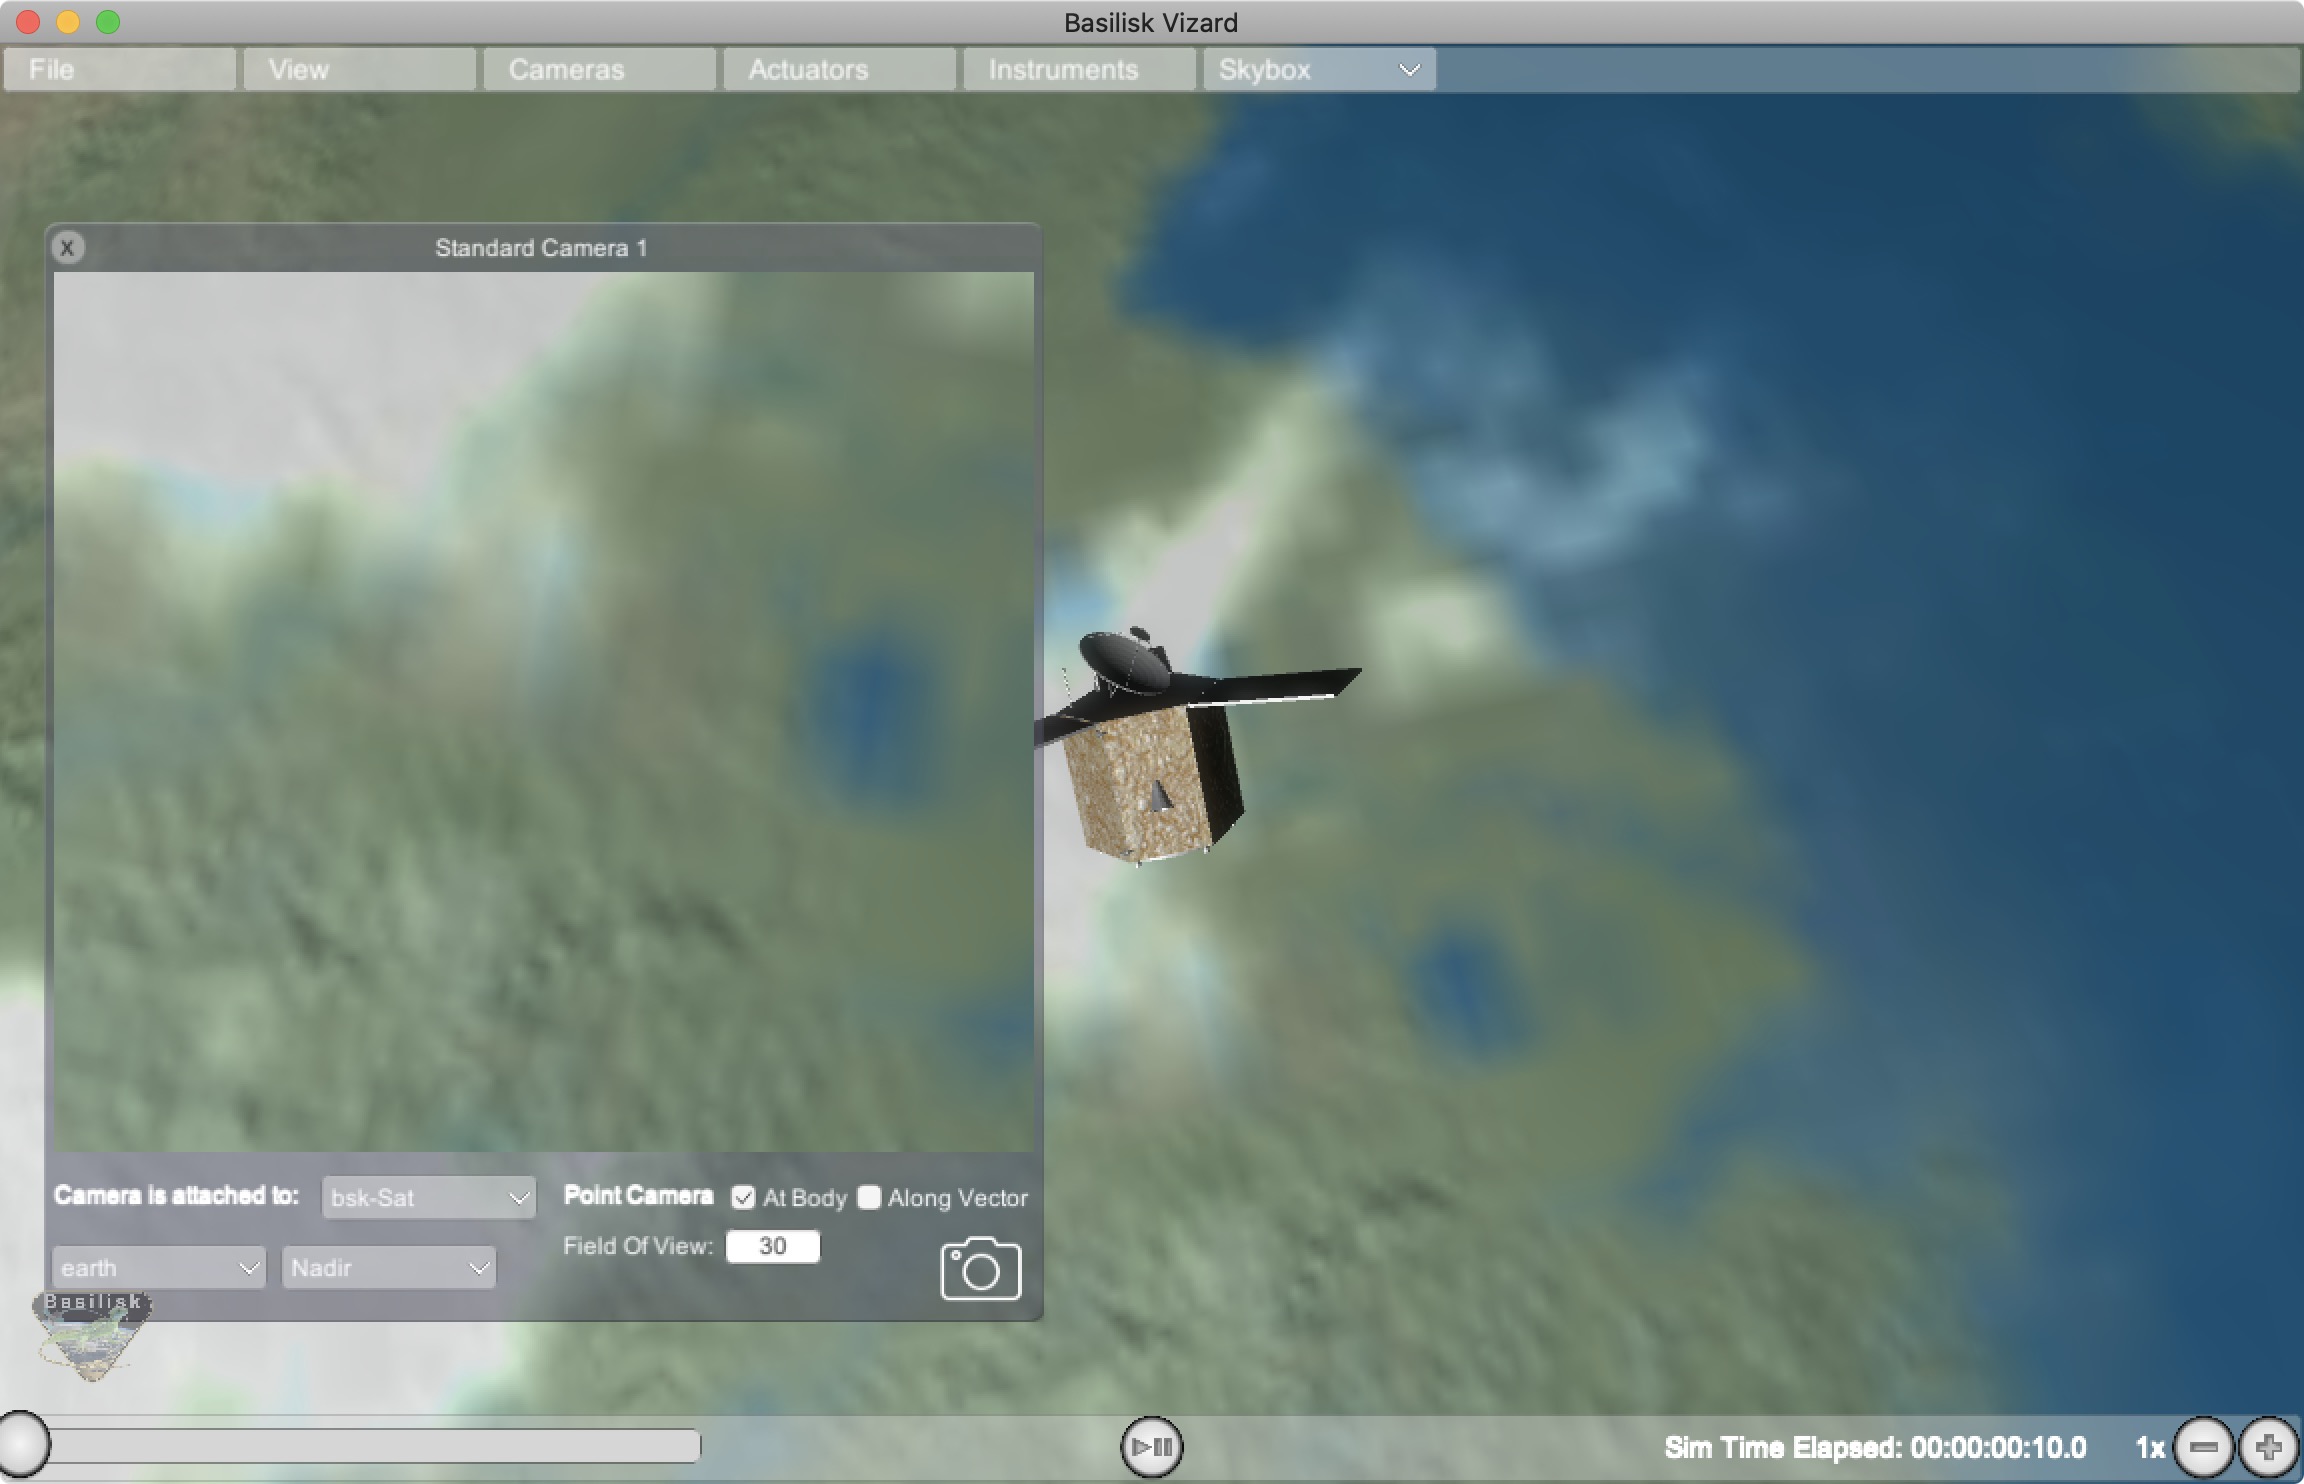 Basilisk Vizard
File View Cameras Actuators Instruments Skybox
X Standard Camera 1
Camera is attached to: bsk-Sat Point Camera At Body Along Vector
Field Of View: 30
earth Nadir
Basilisk
Sim Time Elapsed: 00:00:00:10.0 1x